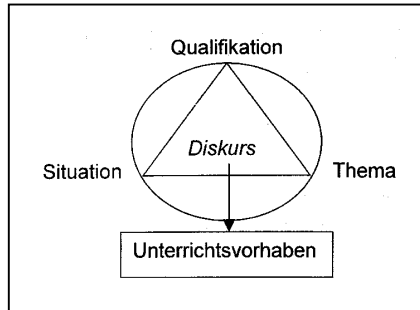 Qualifikation
Diskurs
Situation
Thema
Unterrichtsvorhaben